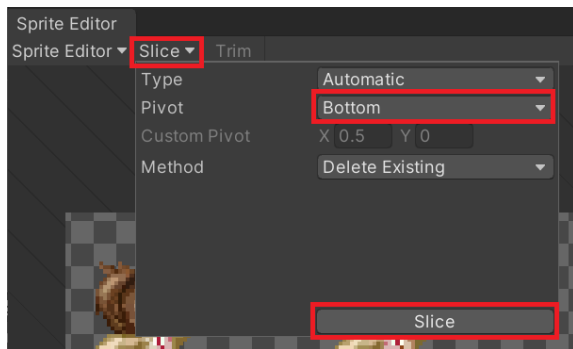 Sprite Editor
Sprite Editor Slice Trim
Type Automatic
Pivot Bottom
Custom Pivot X 0.5 Y 0
Method Delete Existing
Slice